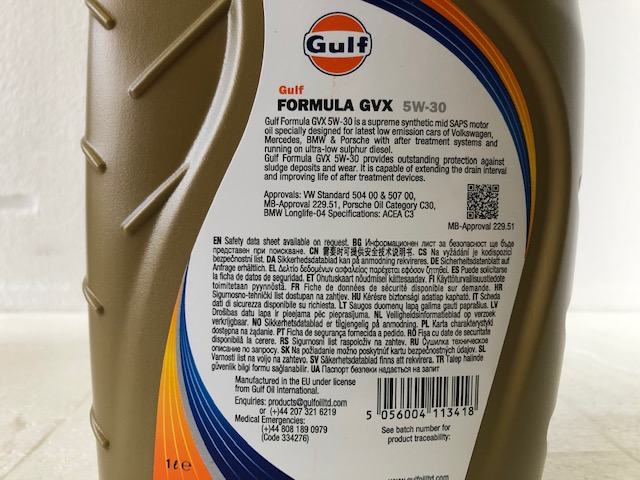 Gulf
Gulf
FORMULA GVX 5W-30
Gulf Formula GVX 5W-30 is a supreme synthetic mid SAPS motor
oil specially designed for latest low emission cars of Volkswagen,
Mercedes, BMW & Porsche with after treatment systems and
running on ultra-low sulphur diesel.
Gulf Formula GVX 5W-30 provides outstanding protection against
sludge deposits and wear. It is capable of extending the drain interval
and improving life of after treatment devices.
Approvals: VW Standard 504 00 & 507 00,
MB-Approval 229.51, Porsche Oil Category C30,
BMW Longlife-04 Specifications: ACEA C3
MB-Approval 229.51
EN Safety data sheet available on request. BG Информационен лист за безопасност ще бъде
представен при поискване. CN 需要时可提供安全技术说明书. CS Na vyžádání je k dispozici
bezpečnostní list. DA Sikkerhedsdatablad kan på anmodning rekvireres. DE Sicherheitsdatenblatt auf
Anfrage erhältlich. EL Δελτίο δεδομένων ασφαλείας παρέχεται εφόσον ζητηθεί. ES Puede solicitarse
la ficha de datos de seguridad. ET Ohutuskaart nõudmisel kättesaadav. FI Käyttöturvallisuustiedote
toimitetaan pyynnöstä. FR Fiche de données de sécurité disponible sur demande. HR
Sigurnosno-tehnički list dostupan na zahtjev. HU Kérésre biztonsági adatlap kapható. IT Scheda
dati di sicurezza disponibile su richiesta. LT Saugos duomenų lapą galima gauti paprašius. LV
Drošības datu lapa ir pieejama pēc pieprasījuma. NL Veiligheidsinformatieblad op verzoek
verkrijgbaar. NO Sikkerhetsdatablad er tilgjengelig på anmodning. PL Karta charakterystyki
dostępna na żądanie. PT Ficha de segurança fornecida a pedido. RO Fișa cu date de securitate
disponibilă la cerere. RS Sigurnosni list raspoloživ na zahtev. RU Сушилка техническое
описание по запросу. SK Na požiadanie možno poskytnúť kartu bezpečnostných údajov. SL
Varnosti list na voljo na zahtevo. SV Säkerhetsdatablad finns att rekvirera. TR Talep halinde
güvenlik bilgi formu sağlanabilir. UA Паспорт безпеки надається на запит
Manufactured in the EU under license
from Gulf Oil International.
Enquiries: products@gulfoilltd.com
or (+)44 207 321 6219
Medical Emergencies:
(+)44 808 189 0979
(Code 334276)
5 056004 113418
See batch number for
product traceability:
1 ℓ e
www.gulfoilltd.com